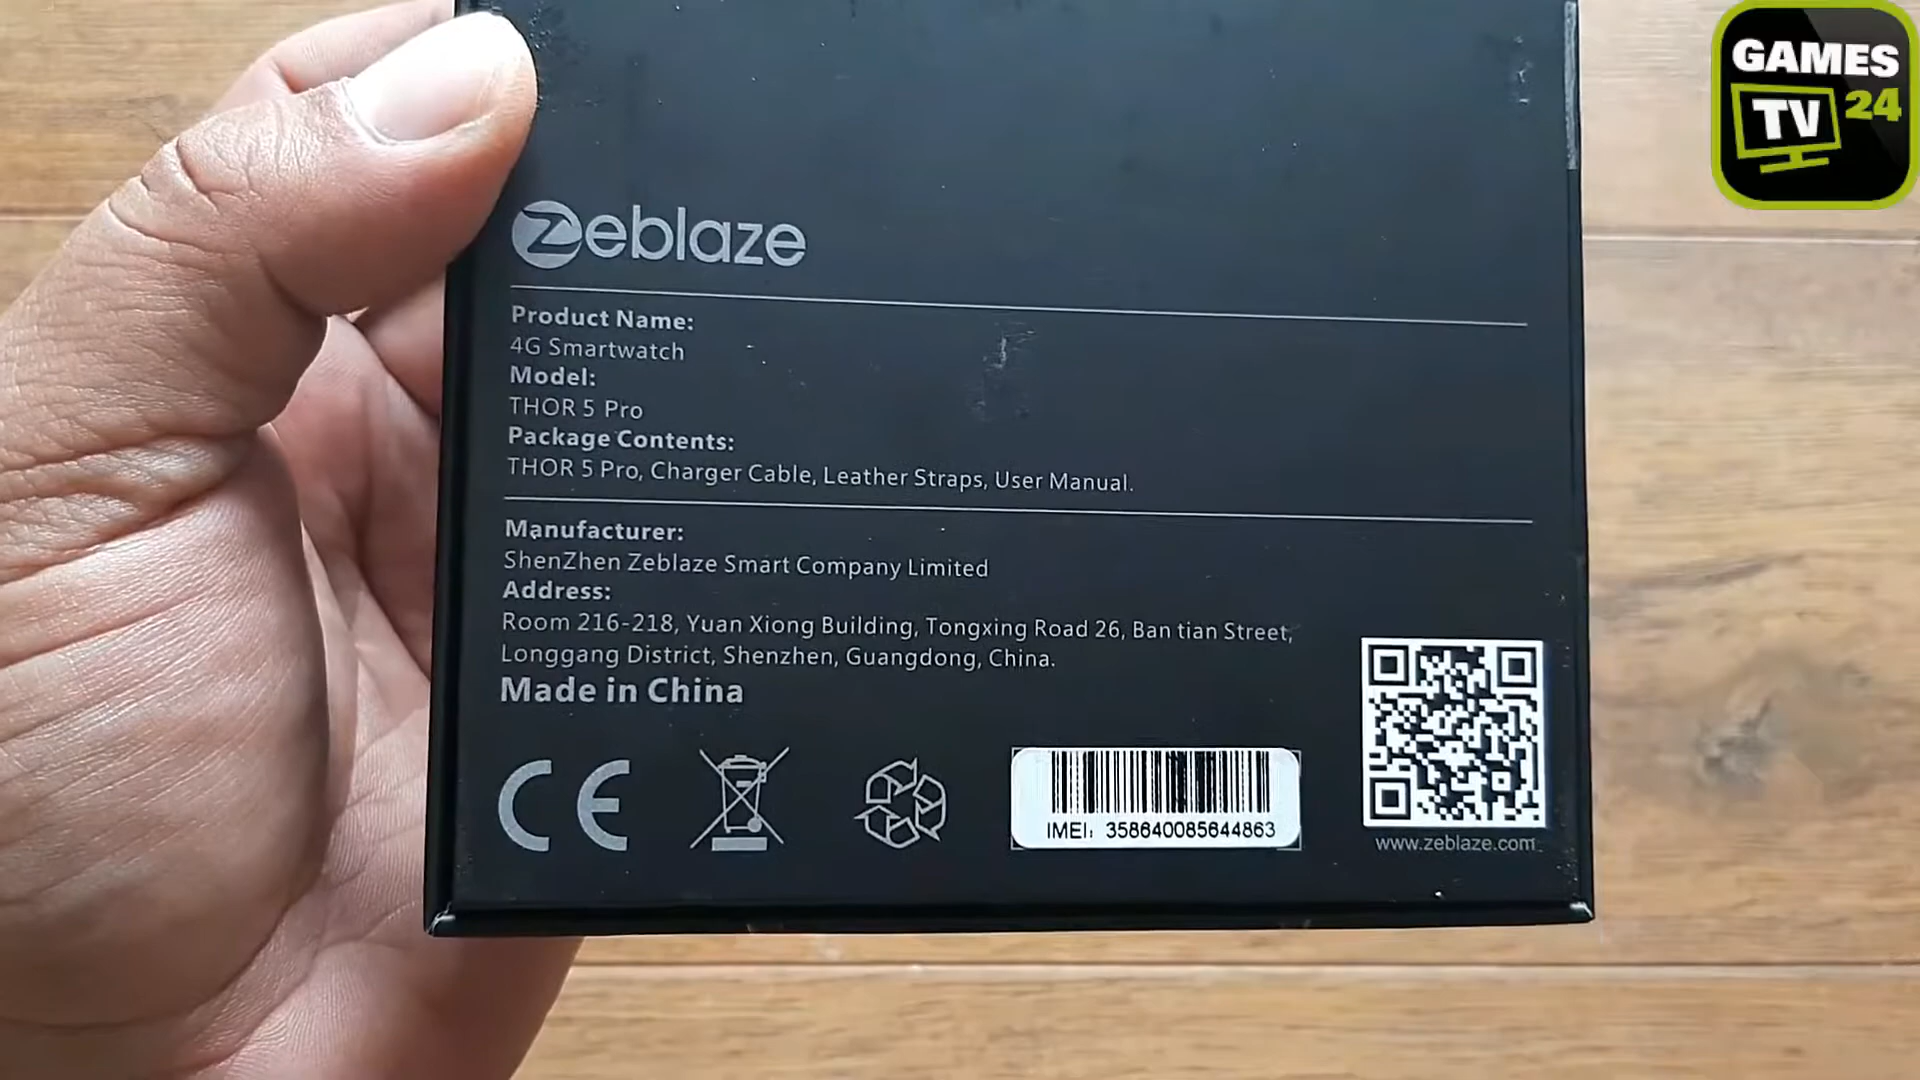 GAMES
TV 24
Zeblaze
Product Name:
4G Smartwatch
Model:
THOR 5 Pro
Package Contents:
THOR 5 Pro, Charger Cable, Leather Straps, User Manual.
Manufacturer:
ShenZhen Zeblaze Smart Company Limited
Address:
Room 216-218, Yuan Xiong Building, Tongxing Road 26, Ban tian Street,
Longgang District, Shenzhen, Guangdong, China.
Made in China
CE
IMEI: 358640085644863
www.zeblaze.com